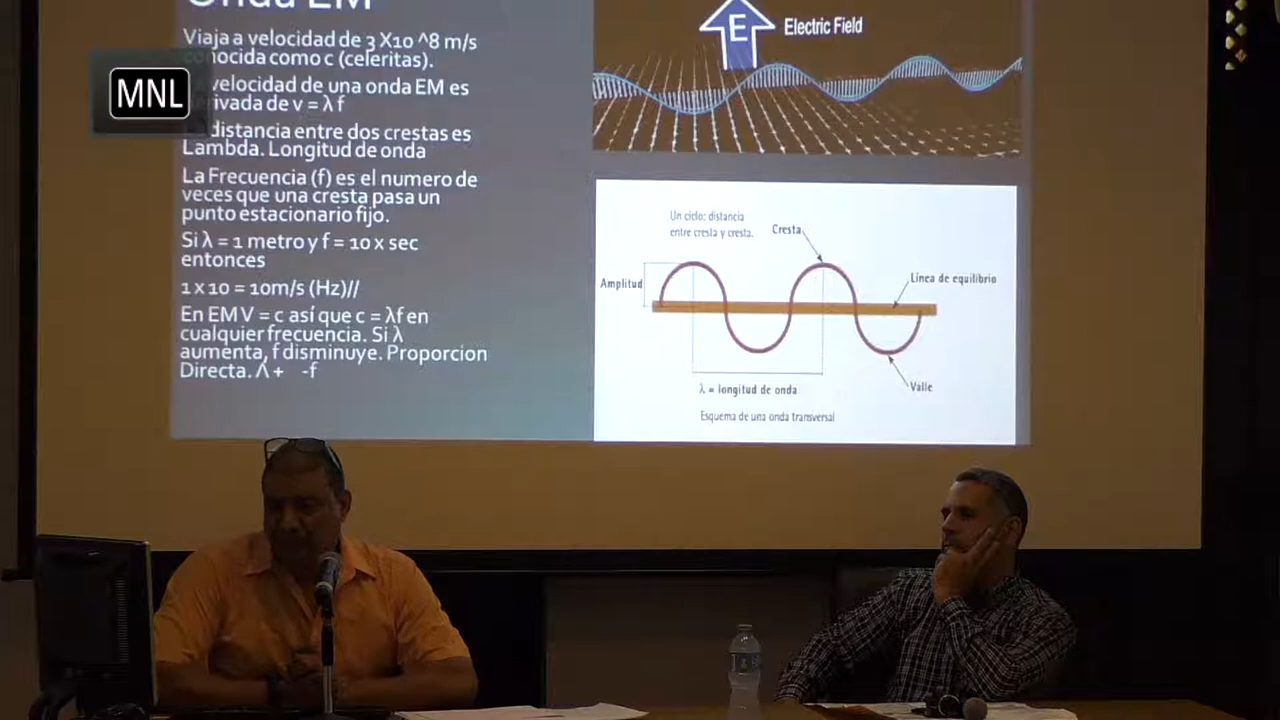 Onda EM
Viaja a velocidad de 3 X10 ^8 m/s
conocida como c (celeritas).
velocidad de una onda EM es
derivada de v = λ f
distancia entre dos crestas es
Lambda. Longitud de onda
La Frecuencia (f) es el numero de
veces que una cresta pasa un
punto estacionario fijo.
Si λ = 1 metro y f = 10 x sec
entonces
1 x 10 = 10m/s (Hz)//
En EM V = c así que c = λf en
cualquier frecuencia. Si λ
aumenta, f disminuye. Proporcion
Directa. Λ + -f
MNL
E
Electric Field
Un ciclo: distancia
entre cresta y cresta.
Cresta
Amplitud
Línea de equilibrio
λ = longitud de onda
Valle
Esquema de una onda transversal